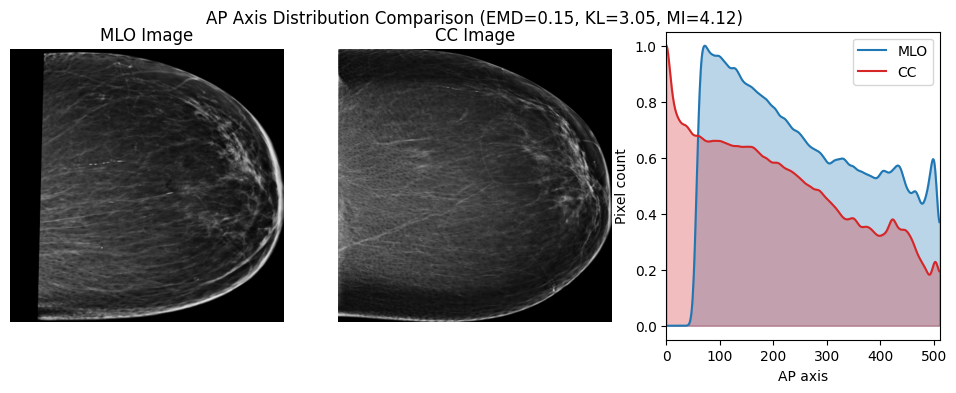 AP Axis Distribution Comparison (EMD=0.15, KL=3.05, MI=4.12)
MLO Image
CC Image
MLO
CC
Pixel count
1.0
0.8
0.6
0.4
0.2
0.0
0 100 200 300 400 500
AP axis